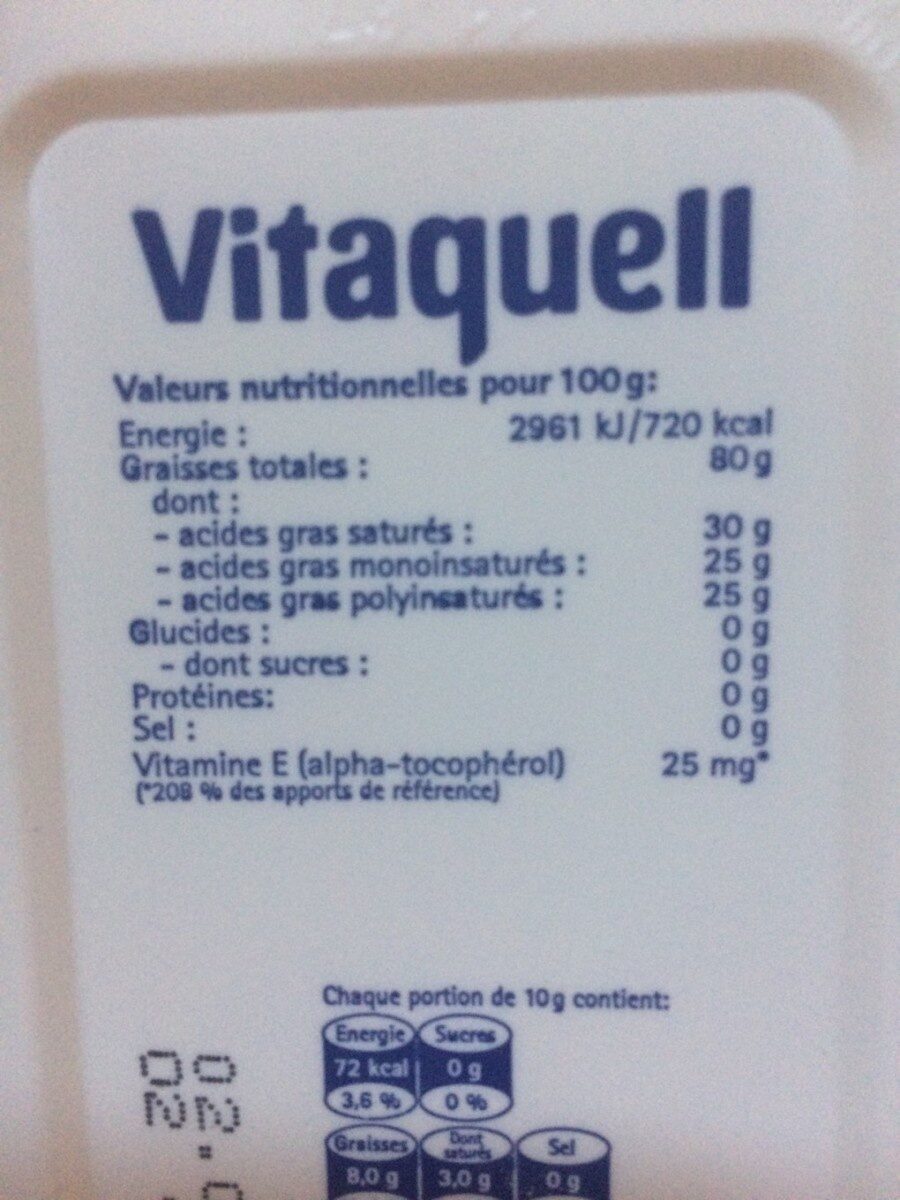 Vitaquell
Valeurs nutritionnelles pour 100g:
Energie : 2961 kJ/720 kcal
Graisses totales : 80 g
dont :
- acides gras saturés : 30 g
- acides gras monoinsaturés : 25 g
- acides gras polyinsaturés : 25 g
Glucides : 0 g
- dont sucres : 0 g
Protéines: 0 g
Sel : 0 g
Vitamine E (alpha-tocophérol) 25 mg*
(*208 % des apports de référence)
Chaque portion de 10g contient:
Energie Sucres
72 kcal 0 g
3,6 % 0 %
Graisses Dont saturés Sel
8,0 g 3,0 g 0 g